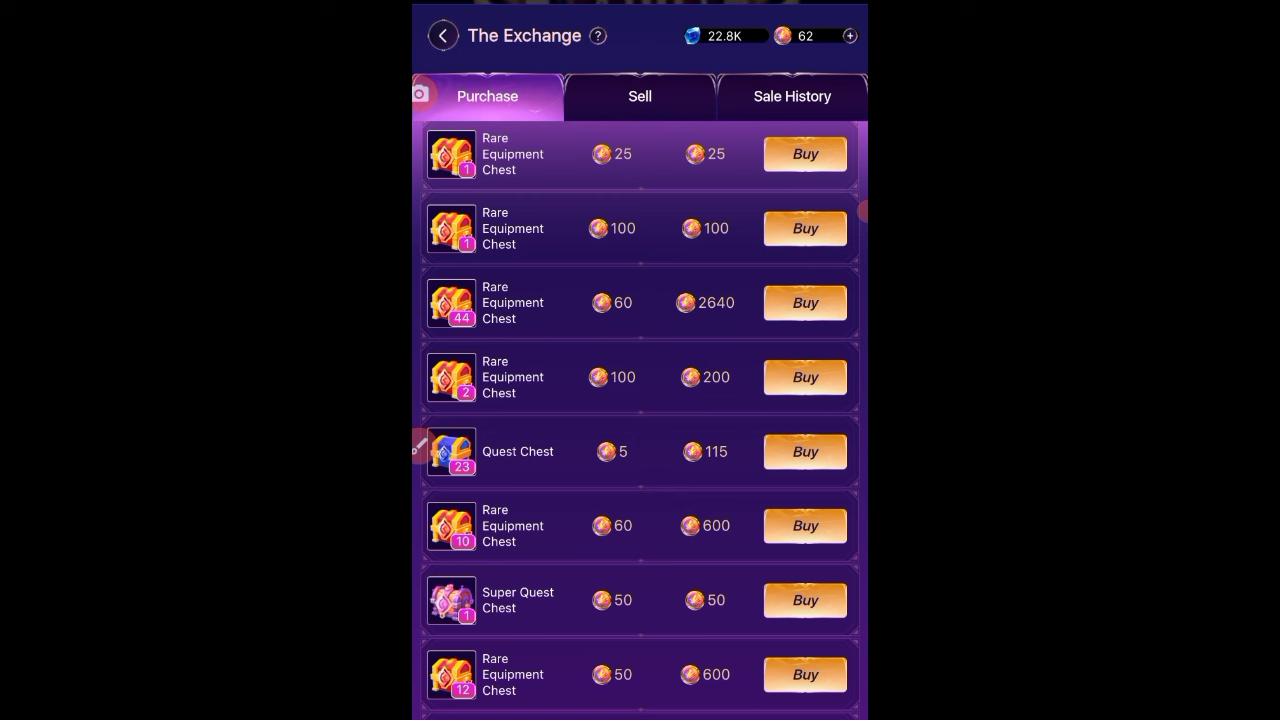 The Exchange ? 22.8K 62 +
Purchase Sell Sale History
Rare
Equipment
Chest
1 25 25 Buy
Rare
Equipment
Chest
1 100 100 Buy
Rare
Equipment
Chest
44 60 2640 Buy
Rare
Equipment
Chest
2 100 200 Buy
Quest Chest
23 5 115 Buy
Rare
Equipment
Chest
10 60 600 Buy
Super Quest
Chest
1 50 50 Buy
Rare
Equipment
Chest
12 50 600 Buy